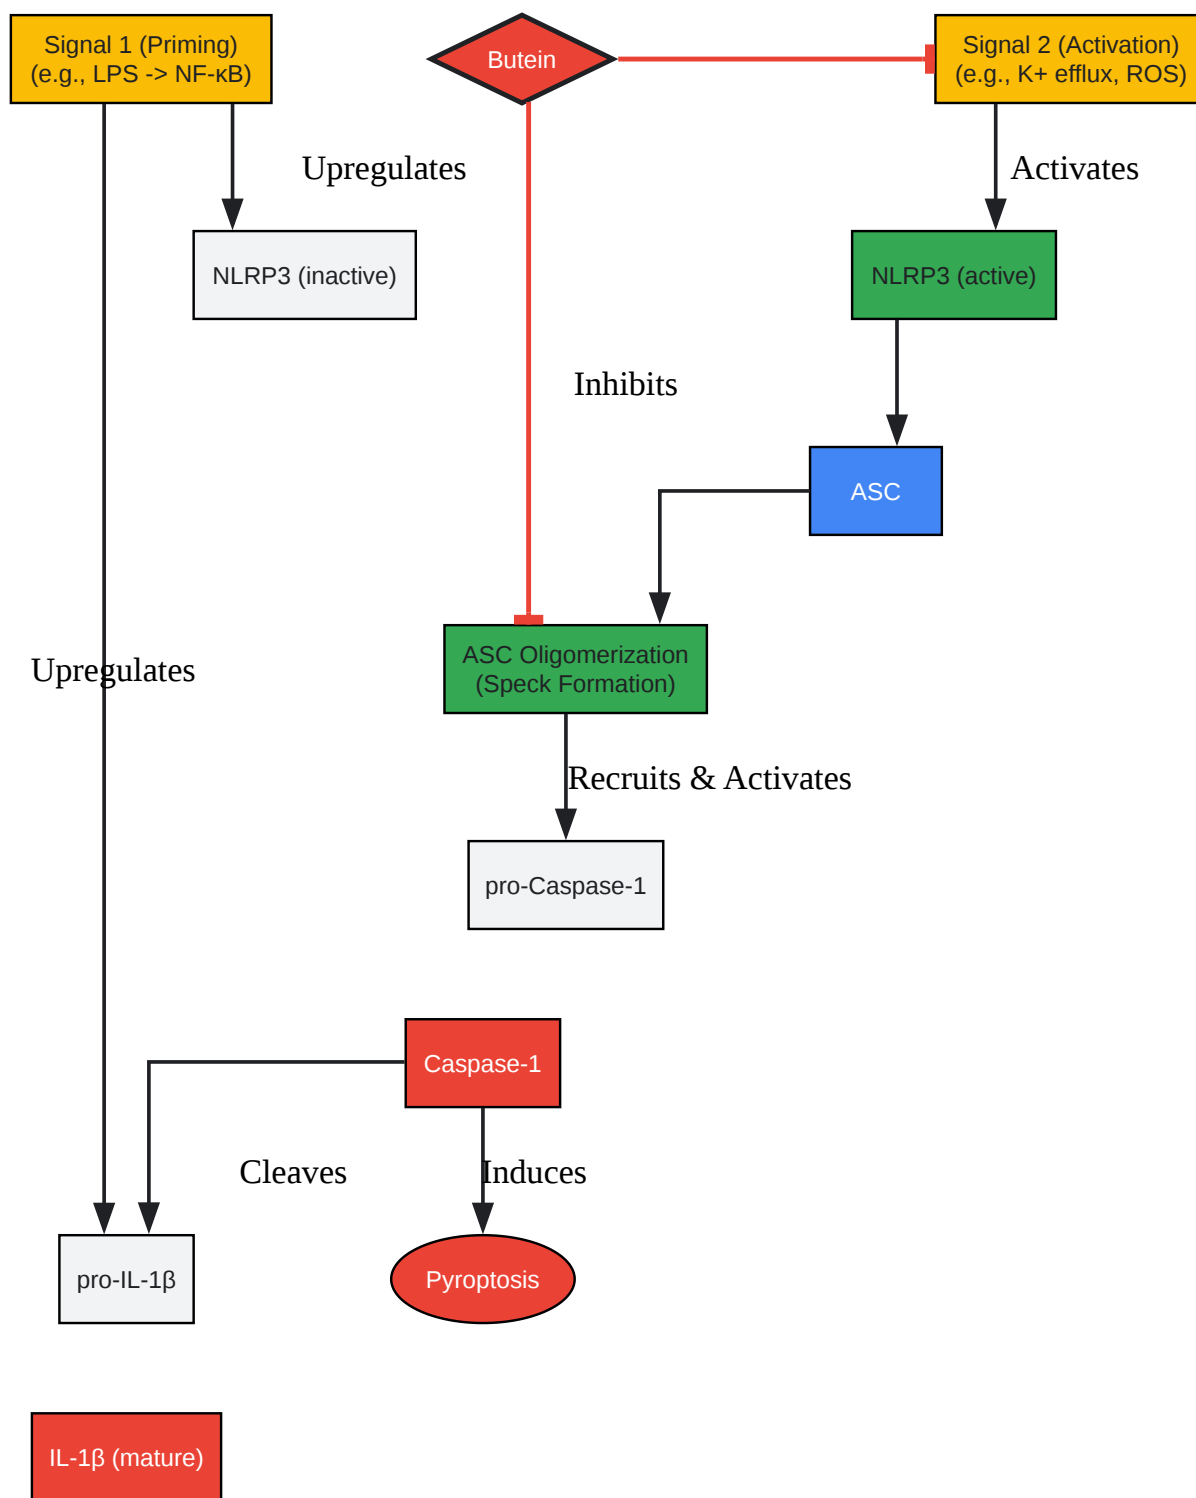 Signal 1 (Priming)
(e.g., LPS -> NF-κB)
Butein
Signal 2 (Activation)
(e.g., K+ efflux, ROS)
Upregulates
Activates
NLRP3 (inactive)
NLRP3 (active)
Inhibits
ASC
ASC Oligomerization
(Speck Formation)
Upregulates
Recruits & Activates
pro-Caspase-1
Caspase-1
Cleaves
Induces
pro-IL-1β
Pyroptosis
IL-1β (mature)